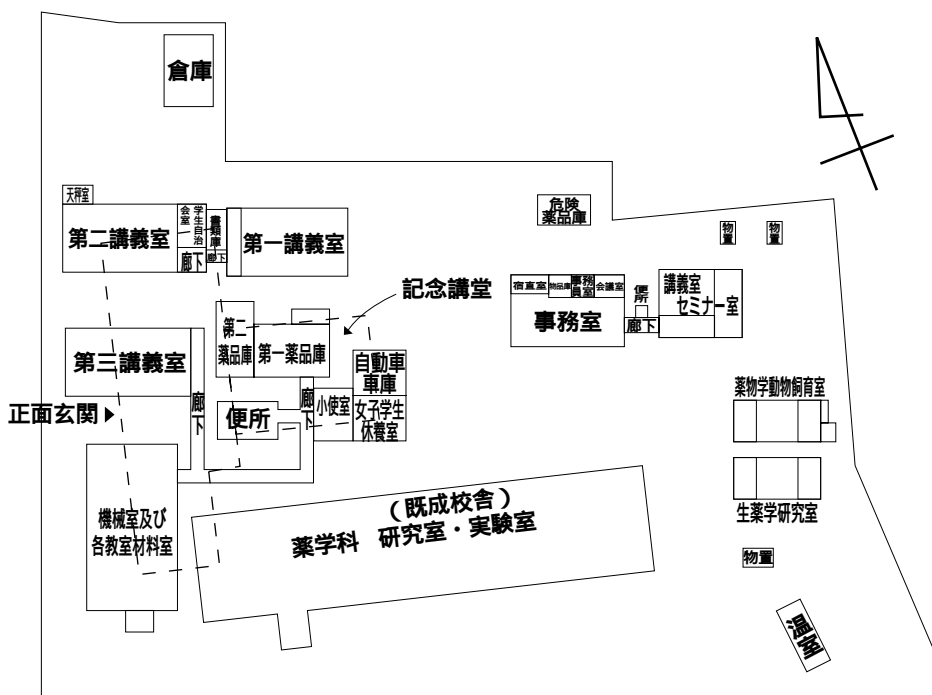 倉庫
天秤室
第二講義室
学生自治
会室
書類庫
廊下
廊下
第一講義室
危険
薬品庫
物置
物置
記念講堂
宿直室
物品庫
事務
員室
会議室
事務室
便所
廊下
講義室
セミナー室
第二
薬品庫
第一薬品庫
第三講義室
自動車
車庫
正面玄関
廊下
便所
廊下
小使室
女子学生
休養室
薬物学動物飼育室
生薬学研究室
物置
機械室及び
各教室材料室
(既成校舎)
薬学科 研究室・実験室
温室